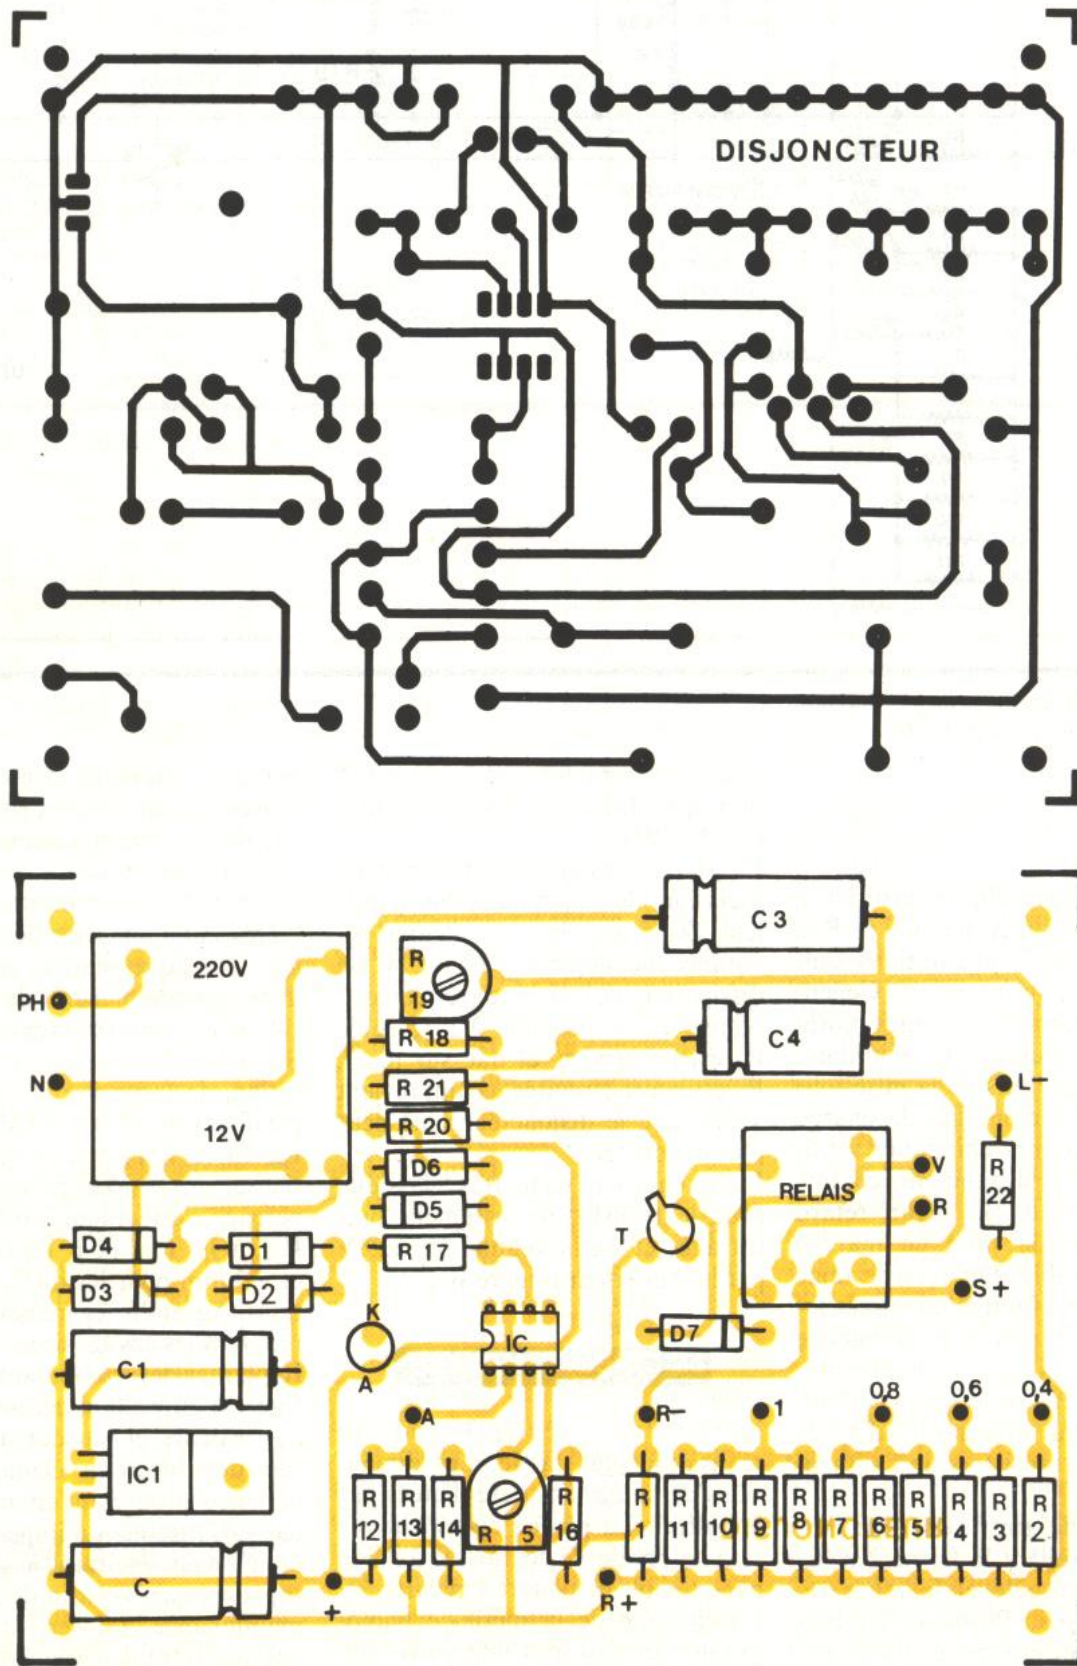 DISJONCTEUR
C3
220V
R
19
PH
R 18
C4
N
R 21
L-
12V
R 20
D6
RELAIS
V
R
22
D5
R
T
D4
D1
R 17
D3
D2
S+
K
IC
D7
C1
A
0,8
0,6
0,4
A
R-
1
IC1
R
12
R
13
R
14
R 5
R
16
R
1
R
11
R
10
R
9
R
8
R
7
R
6
R
5
R
4
R
3
R
2
C
+
R+